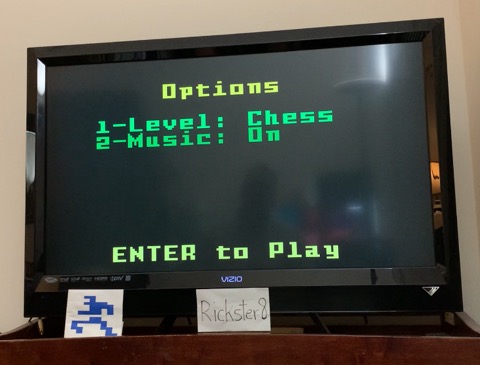 Options
1-Level: Chess
2-Music: On
ENTER to Play
VIZIO
Rickster8